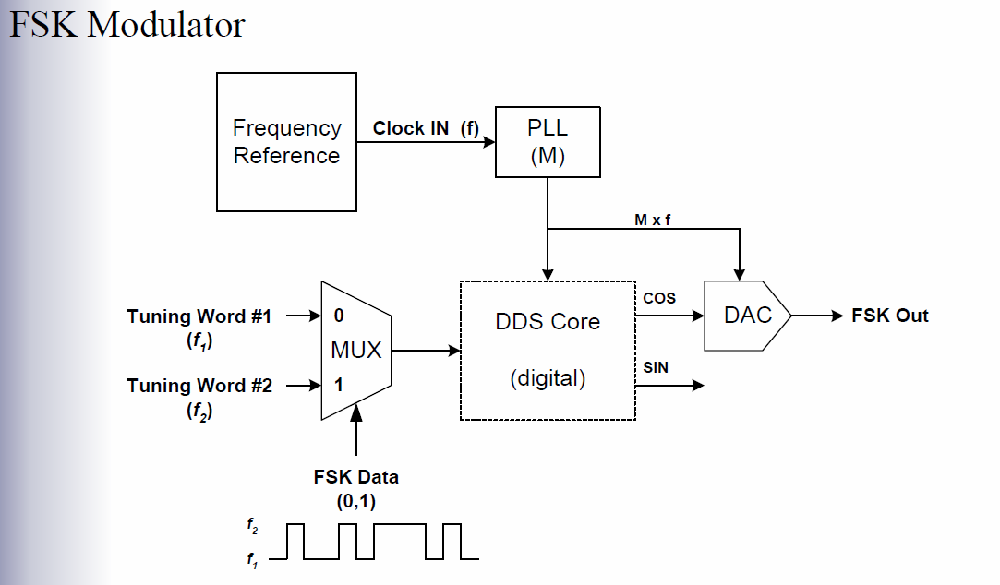 FSK Modulator
Frequency
Reference
Clock IN (f)
PLL
(M)
M x f
Tuning Word #1
(f₁)
Tuning Word #2
(f₂)
0
MUX
1
DDS Core
(digital)
COS
SIN
DAC
FSK Out
FSK Data
(0,1)
f₂
f₁